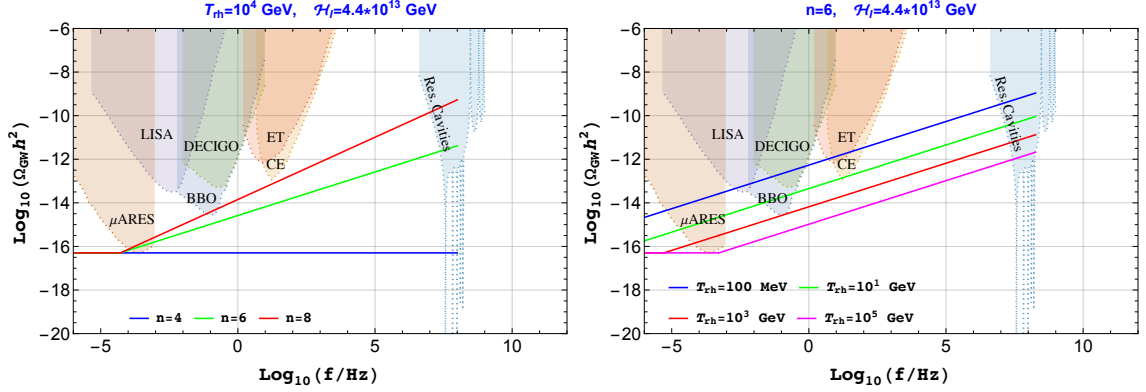 T_rh=10^4 GeV, ℋ_I=4.4*10^13 GeV
Log10 (Ω_GW h^2)
-6
-8
-10
-12
-14
-16
-18
-20
LISA
DECIGO
ET
CE
BBO
μARES
Res. Cavities
n=4 n=6 n=8
-5 0 5 10
Log10 (f/Hz)
n=6, ℋ_I=4.4*10^13 GeV
Log10 (Ω_GW h^2)
-6
-8
-10
-12
-14
-16
-18
-20
LISA
DECIGO
ET
CE
BBO
μARES
Res. Cavities
T_rh=100 MeV T_rh=10^1 GeV
T_rh=10^3 GeV T_rh=10^5 GeV
-5 0 5 10
Log10 (f/Hz)